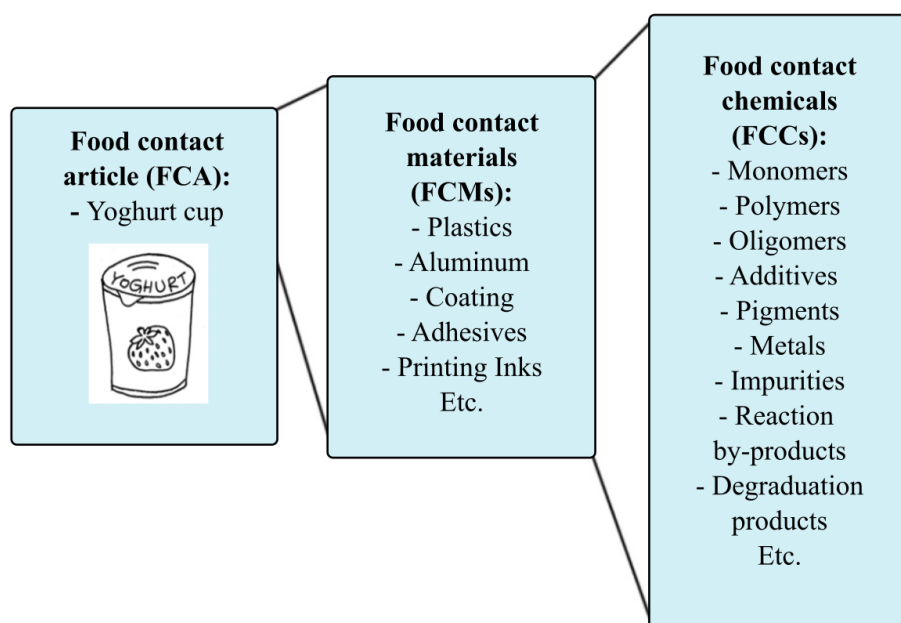 Food contact
article (FCA):
- Yoghurt cup
YOGHURT
Food contact
materials
(FCMs):
- Plastics
- Aluminum
- Coating
- Adhesives
- Printing Inks
Etc.
Food contact
chemicals
(FCCs):
- Monomers
- Polymers
- Oligomers
- Additives
- Pigments
- Metals
- Impurities
- Reaction
by-products
- Degraduation
products
Etc.